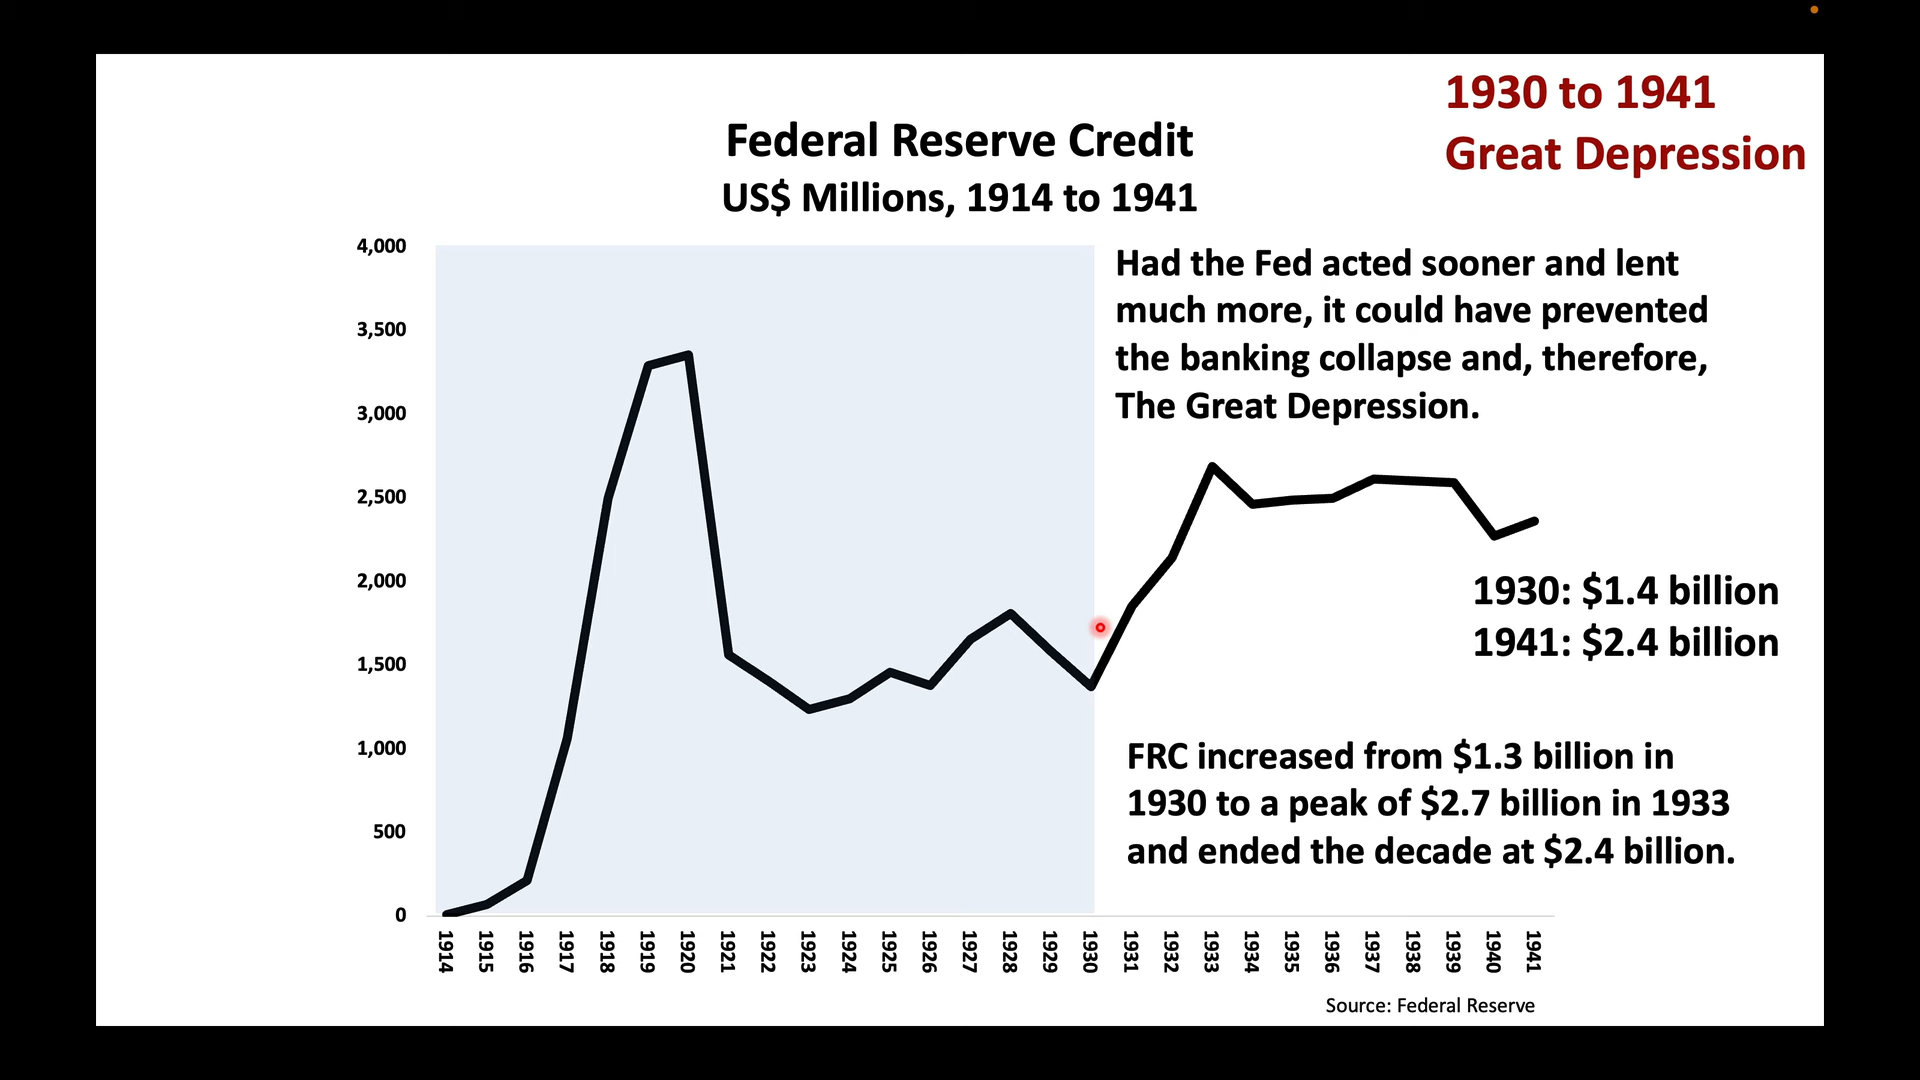 1930 to 1941
Great Depression
Federal Reserve Credit
US$ Millions, 1914 to 1941
4,000
3,500
3,000
2,500
2,000
1,500
1,000
500
0
Had the Fed acted sooner and lent
much more, it could have prevented
the banking collapse and, therefore,
The Great Depression.
1930: $1.4 billion
1941: $2.4 billion
FRC increased from $1.3 billion in
1930 to a peak of $2.7 billion in 1933
and ended the decade at $2.4 billion.
1914
1915
1916
1917
1918
1919
1920
1921
1922
1923
1924
1925
1926
1927
1928
1929
1930
1931
1932
1933
1934
1935
1936
1937
1938
1939
1940
1941
Source: Federal Reserve